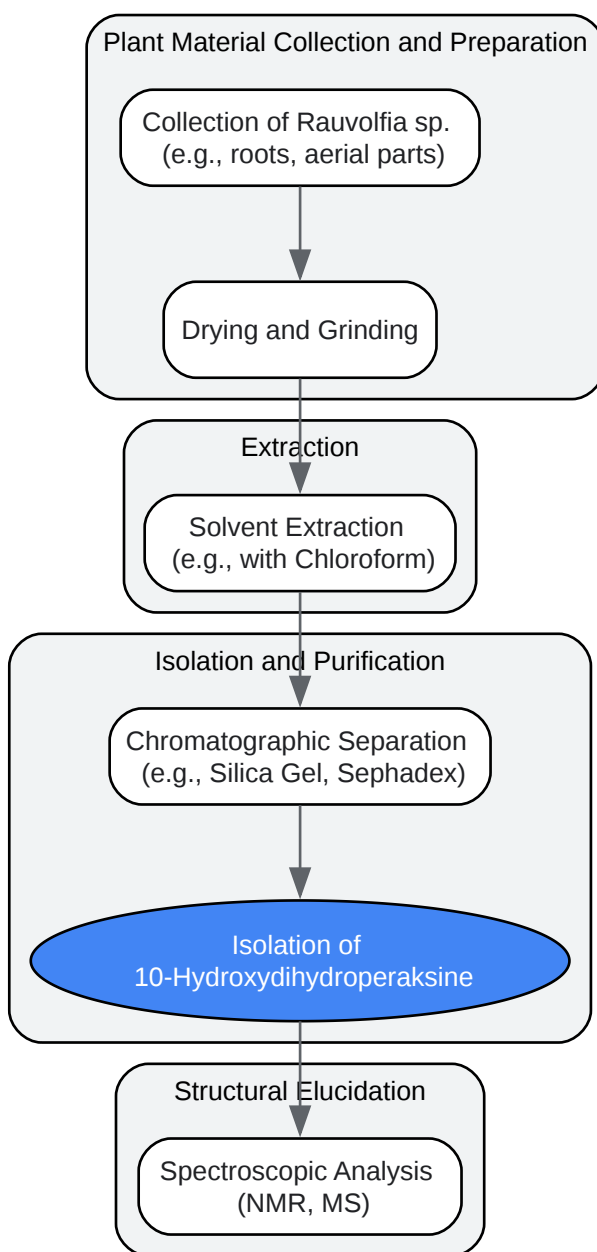 Plant Material Collection and Preparation
Collection of Rauvolfia sp.
(e.g., roots, aerial parts)
Drying and Grinding
Extraction
Solvent Extraction
(e.g., with Chloroform)
Isolation and Purification
Chromatographic Separation
(e.g., Silica Gel, Sephadex)
Isolation of
10-Hydroxydihydroperaksine
Structural Elucidation
Spectroscopic Analysis
(NMR, MS)